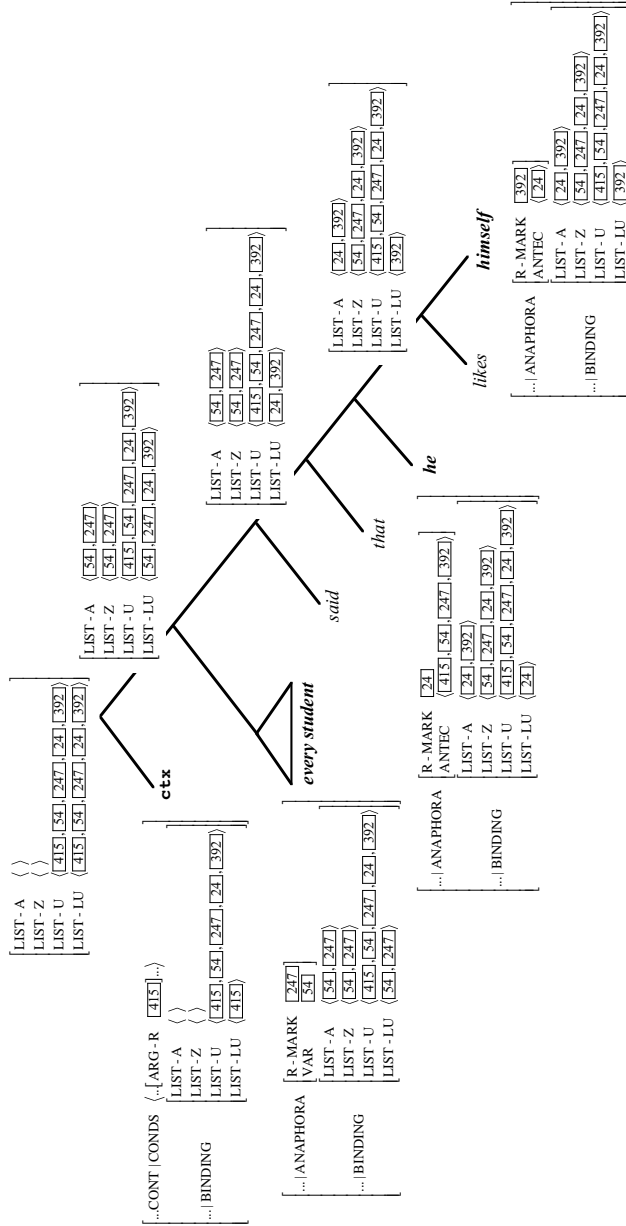 LIST-A ⟨⟩
LIST-Z ⟨⟩
LIST-U ⟨415, 54, 247, 24, 392⟩
LIST-LU ⟨415, 54, 247, 24, 392⟩
LIST-A ⟨54, 247⟩
LIST-Z ⟨54, 247⟩
LIST-U ⟨415, 54, 247, 24, 392⟩
LIST-LU ⟨54, 247, 24, 392⟩
ctx
...CONT|CONDS ⟨...[ARG-R 415]...⟩
...|BINDING
LIST-A ⟨⟩
LIST-Z ⟨⟩
LIST-U ⟨415, 54, 247, 24, 392⟩
LIST-LU ⟨415⟩
LIST-A ⟨54, 247⟩
LIST-Z ⟨54, 247⟩
LIST-U ⟨415, 54, 247, 24, 392⟩
LIST-LU ⟨24, 392⟩
every student
...|ANAPHORA
R-MARK 247
VAR 54
...|BINDING
LIST-A ⟨54, 247⟩
LIST-Z ⟨54, 247⟩
LIST-U ⟨415, 54, 247, 24, 392⟩
LIST-LU ⟨54, 247⟩
said
that
LIST-A ⟨24, 392⟩
LIST-Z ⟨54, 247, 24, 392⟩
LIST-U ⟨415, 54, 247, 24, 392⟩
LIST-LU ⟨392⟩
he
...|ANAPHORA
R-MARK 24
ANTEC ⟨415, 54, 247, 392⟩
...|BINDING
LIST-A ⟨24, 392⟩
LIST-Z ⟨54, 247, 24, 392⟩
LIST-U ⟨415, 54, 247, 24, 392⟩
LIST-LU ⟨24⟩
likes
himself
...|ANAPHORA
R-MARK 392
ANTEC ⟨24⟩
...|BINDING
LIST-A ⟨24, 392⟩
LIST-Z ⟨54, 247, 24, 392⟩
LIST-U ⟨415, 54, 247, 24, 392⟩
LIST-LU ⟨392⟩